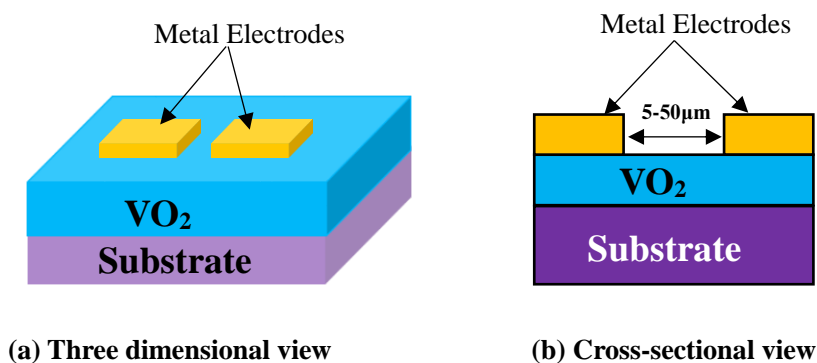 Metal Electrodes
VO₂
Substrate
(a) Three dimensional view
Metal Electrodes
5-50μm
VO₂
Substrate
(b) Cross-sectional view